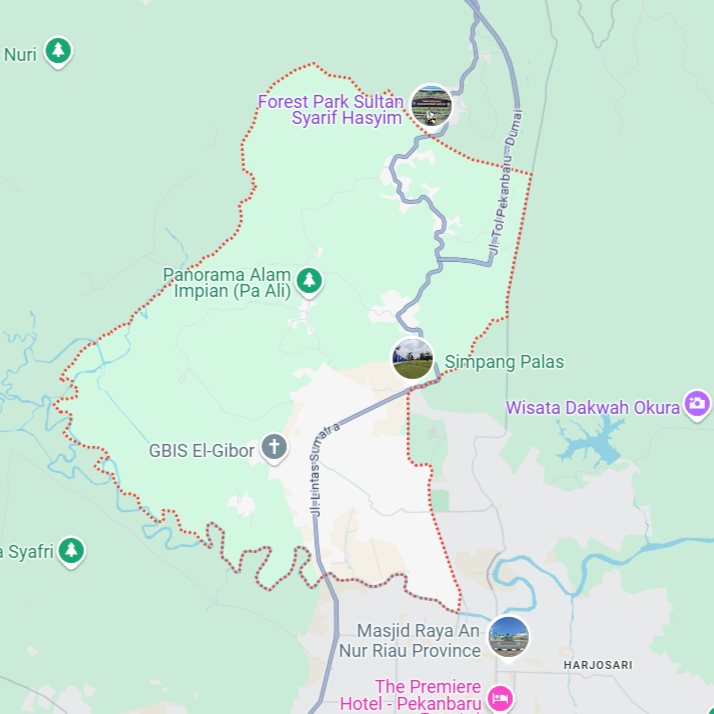 Nuri
Forest Park Sultan
Syarif Hasyim
Jl. Tol Pekanbaru - Dumai
Panorama Alam
Impian (Pa Ali)
Simpang Palas
Wisata Dakwah Okura
GBIS El-Gibor
Jl. Lintas Sumatra
a Syafri
Masjid Raya An
Nur Riau Province
HARJOSARI
The Premiere
Hotel - Pekanbaru